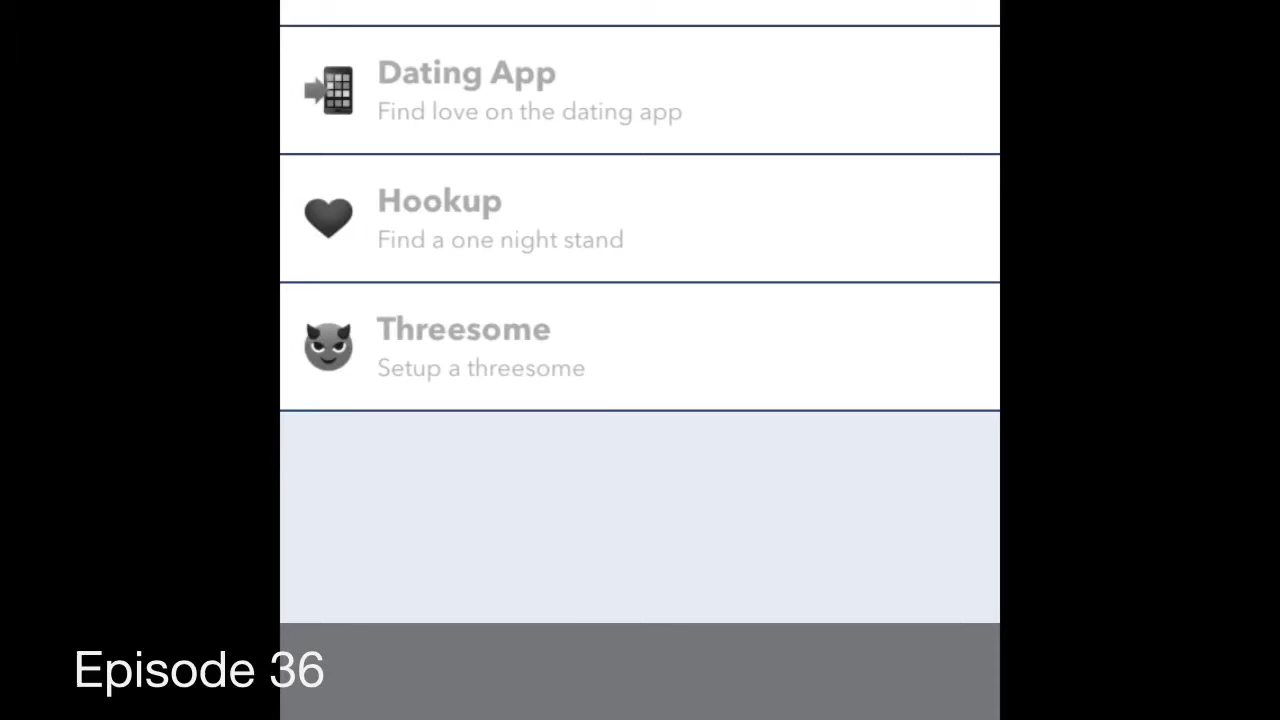 Dating App
Find love on the dating app
Hookup
Find a one night stand
Threesome
Setup a threesome
Episode 36